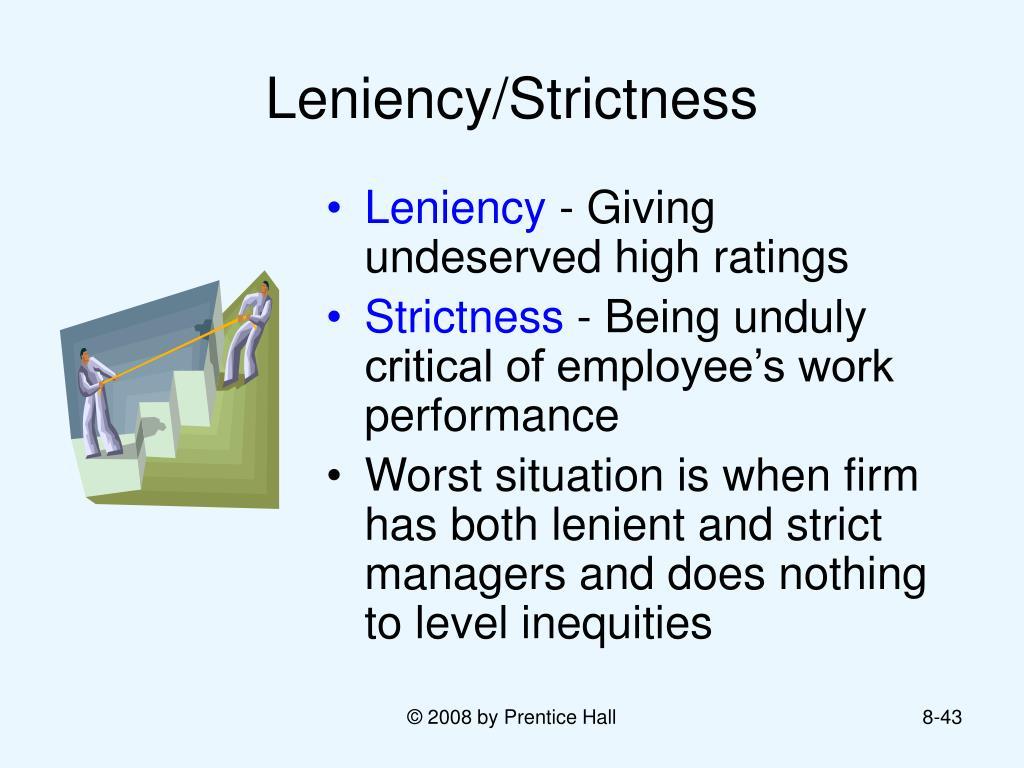 Leniency/Strictness
• Leniency - Giving
undeserved high ratings
• Strictness - Being unduly
critical of employee’s work
performance
• Worst situation is when firm
has both lenient and strict
managers and does nothing
to level inequities
© 2008 by Prentice Hall
8-43